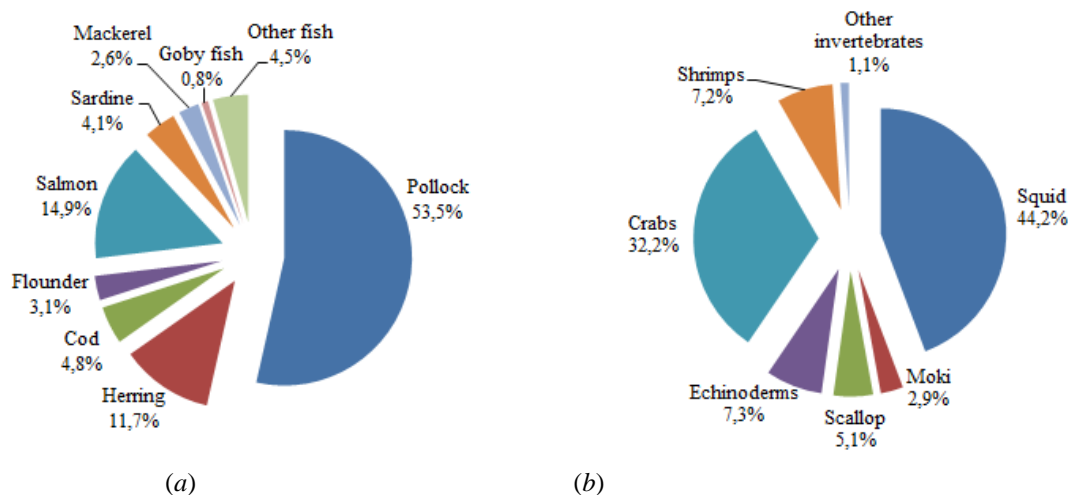 Mackerel
2,6%
Goby fish
0,8%
Other fish
4,5%
Sardine
4,1%
Salmon
14,9%
Pollock
53,5%
Flounder
3,1%
Cod
4,8%
Herring
11,7%
(a)
Other
invertebrates
1,1%
Shrimps
7,2%
Squid
44,2%
Crabs
32,2%
Moki
2,9%
Echinoderms
7,3%
Scallop
5,1%
(b)